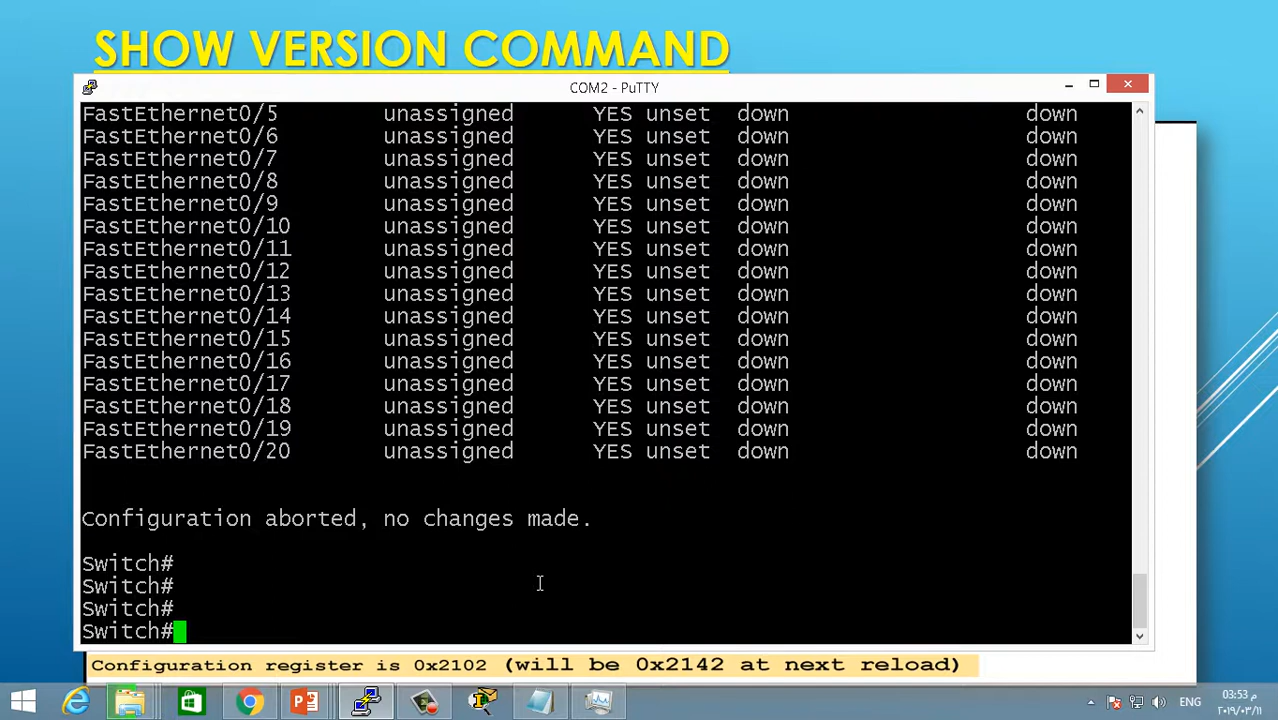 SHOW VERSION COMMAND
COM2 - PuTTY
FastEthernet0/5 unassigned YES unset down down
FastEthernet0/6 unassigned YES unset down down
FastEthernet0/7 unassigned YES unset down down
FastEthernet0/8 unassigned YES unset down down
FastEthernet0/9 unassigned YES unset down down
FastEthernet0/10 unassigned YES unset down down
FastEthernet0/11 unassigned YES unset down down
FastEthernet0/12 unassigned YES unset down down
FastEthernet0/13 unassigned YES unset down down
FastEthernet0/14 unassigned YES unset down down
FastEthernet0/15 unassigned YES unset down down
FastEthernet0/16 unassigned YES unset down down
FastEthernet0/17 unassigned YES unset down down
FastEthernet0/18 unassigned YES unset down down
FastEthernet0/19 unassigned YES unset down down
FastEthernet0/20 unassigned YES unset down down
Configuration aborted, no changes made.
Switch#
Switch#
Switch#
Switch#
Configuration register is 0x2102 (will be 0x2142 at next reload)
ENG
03:53 م
٢٠١٩/٠٣/١١